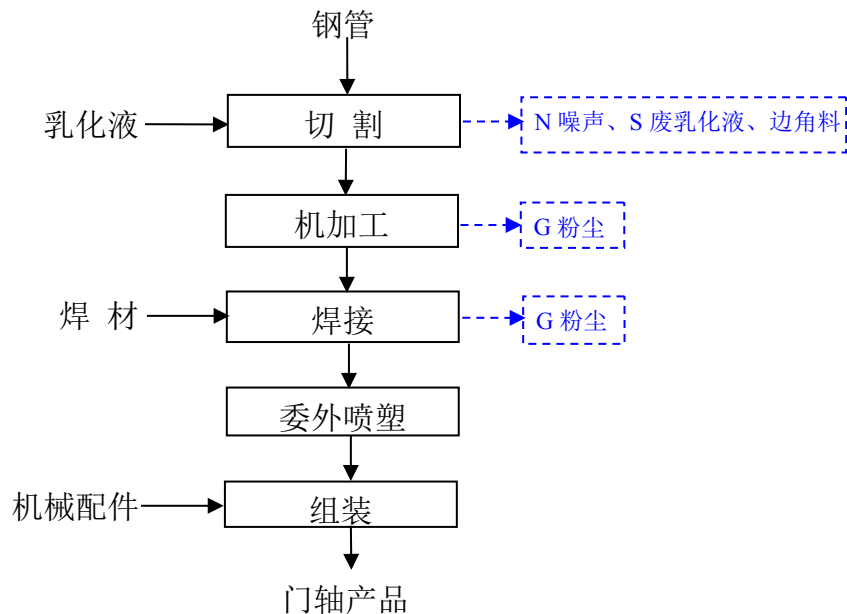 钢管
乳化液
切 割
N 噪声、S 废乳化液、边角料
机加工
G 粉尘
焊 材
焊接
G 粉尘
委外喷塑
机械配件
组装
门轴产品